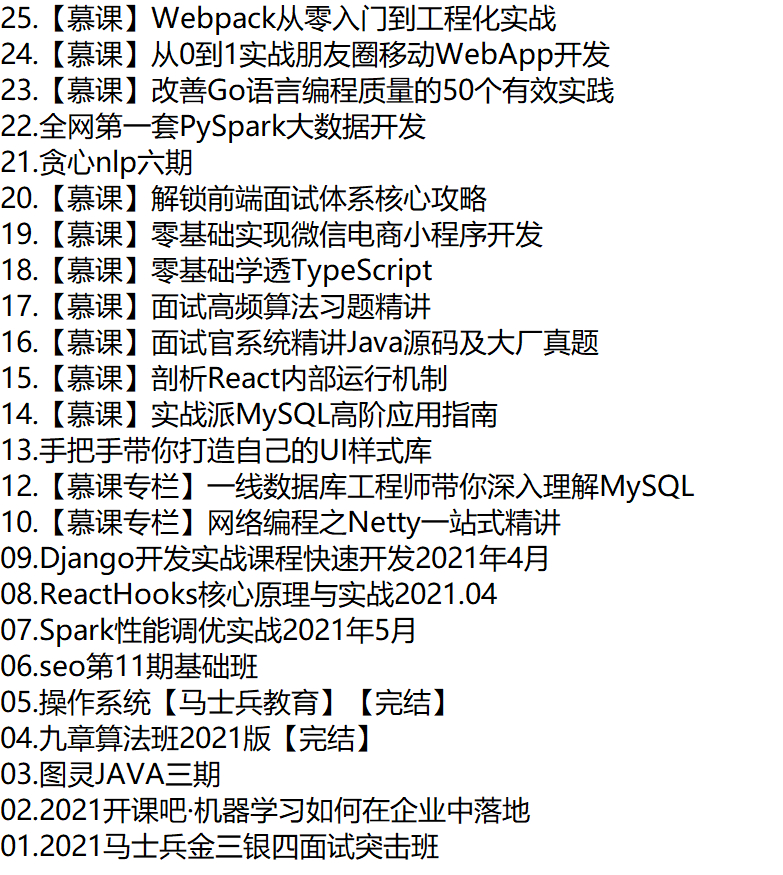 25.【慕课】Webpack从零入门到工程化实战
24.【慕课】从0到1实战朋友圈移动WebApp开发
23.【慕课】改善Go语言编程质量的50个有效实践
22.全网第一套PySpark大数据开发
21.贪心nlp六期
20.【慕课】解锁前端面试体系核心攻略
19.【慕课】零基础实现微信电商小程序开发
18.【慕课】零基础学透TypeScript
17.【慕课】面试高频算法习题精讲
16.【慕课】面试官系统精讲Java源码及大厂真题
15.【慕课】剖析React内部运行机制
14.【慕课】实战派MySQL高阶应用指南
13.手把手带你打造自己的UI样式库
12.【慕课专栏】一线数据库工程师带你深入理解MySQL
10.【慕课专栏】网络编程之Netty一站式精讲
09.Django开发实战课程快速开发2021年4月
08.ReactHooks核心原理与实战2021.04
07.Spark性能调优实战2021年5月
06.seo第11期基础班
05.操作系统【马士兵教育】【完结】
04.九章算法班2021版【完结】
03.图灵JAVA三期
02.2021开课吧·机器学习如何在企业中落地
01.2021马士兵金三银四面试突击班